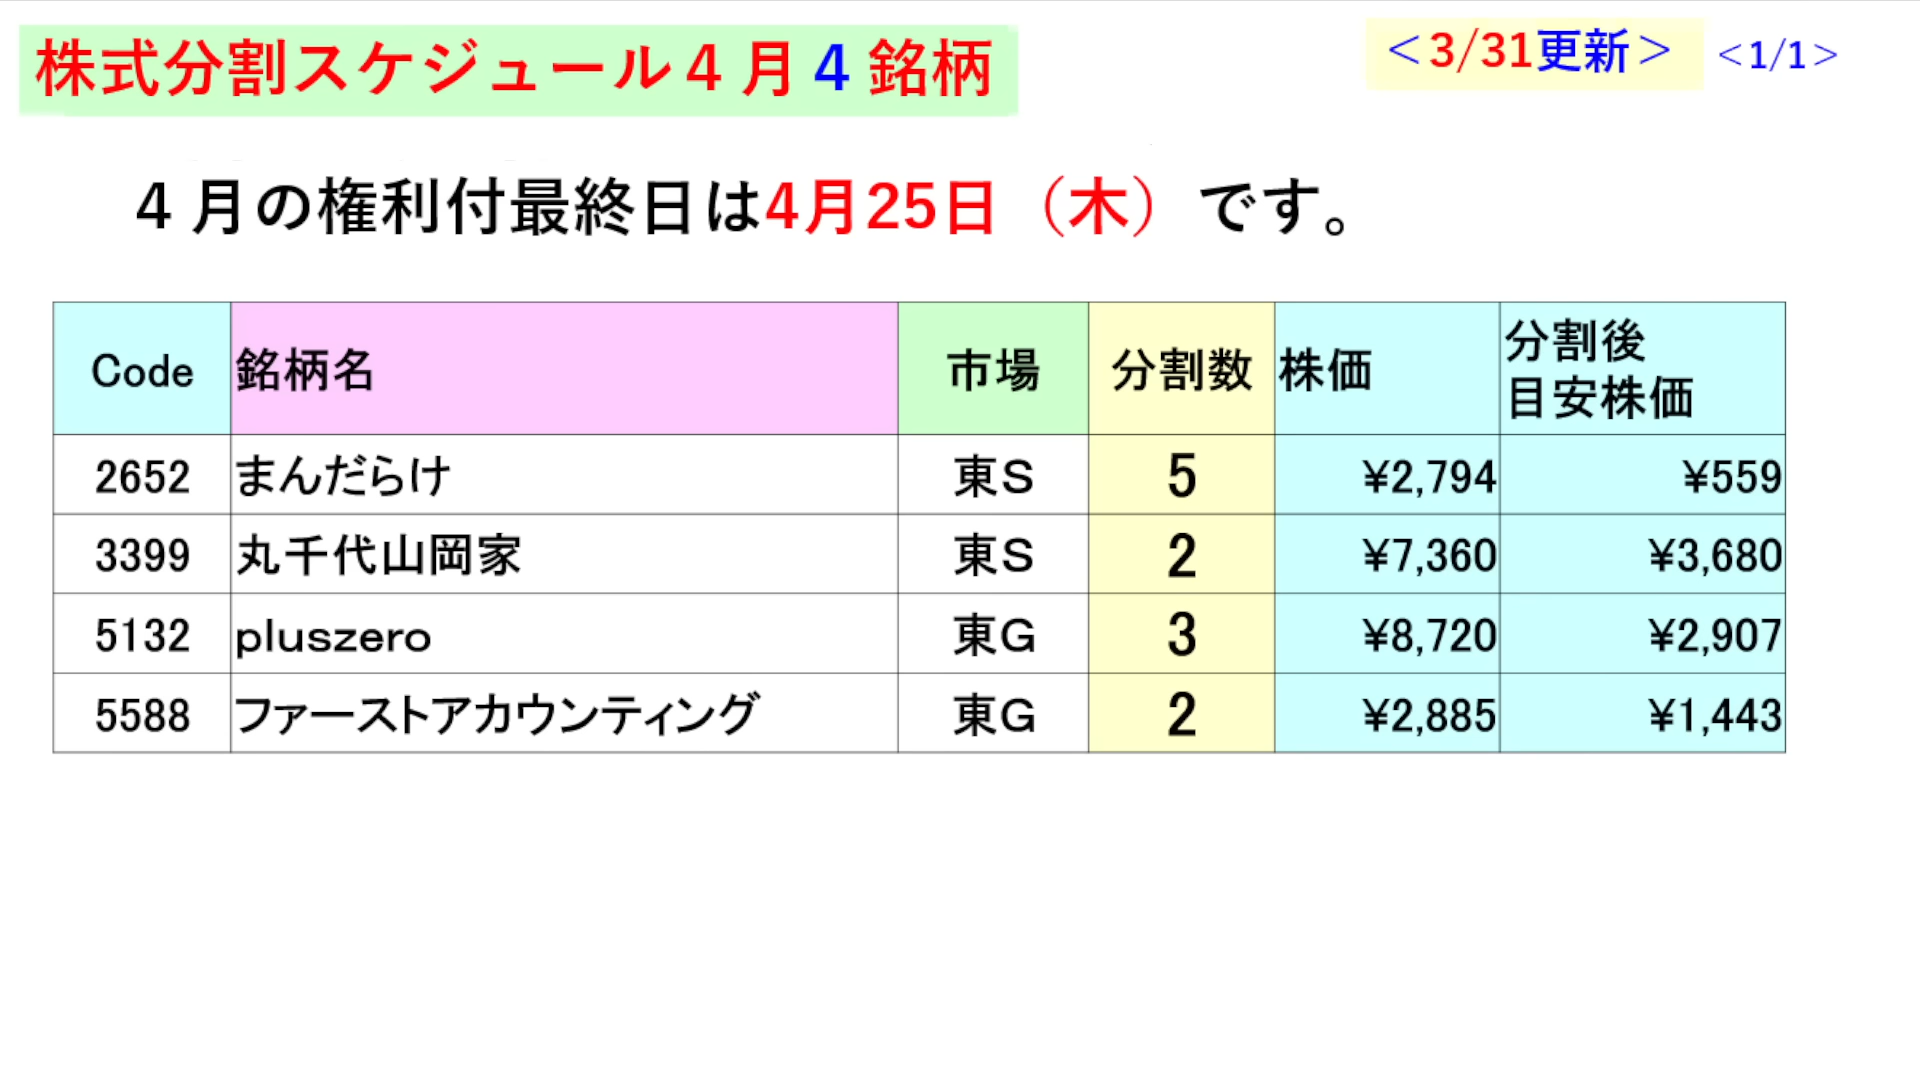 株式分割スケジュール４月４銘柄
＜3/31更新＞ ＜1/1＞
４月の権利付最終日は4月25日（木）です。
Code 銘柄名 市場 分割数 株価 分割後目安株価
2652 まんだらけ 東S 5 ¥2,794 ¥559
3399 丸千代山岡家 東S 2 ¥7,360 ¥3,680
5132 pluszero 東G 3 ¥8,720 ¥2,907
5588 ファーストアカウンティング 東G 2 ¥2,885 ¥1,443